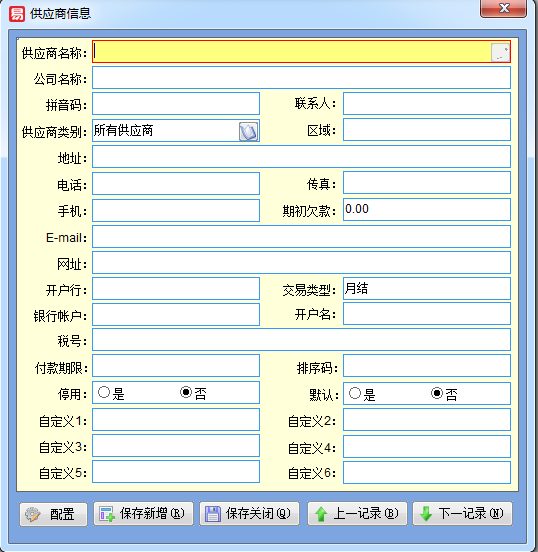 易 供应商信息
供应商名称：
公司名称：
拼音码： 联系人：
供应商类别： 所有供应商 区域：
地址：
电话： 传真：
手机： 期初欠款： 0.00
E-mail：
网址：
开户行： 交易类型： 月结
银行帐户： 开户名：
税号：
付款期限： 排序码：
停用： 是 否 默认： 是 否
自定义1： 自定义2：
自定义3： 自定义4：
自定义5： 自定义6：
配置 保存新增(R) 保存关闭(Q) 上一记录(B) 下一记录(N)